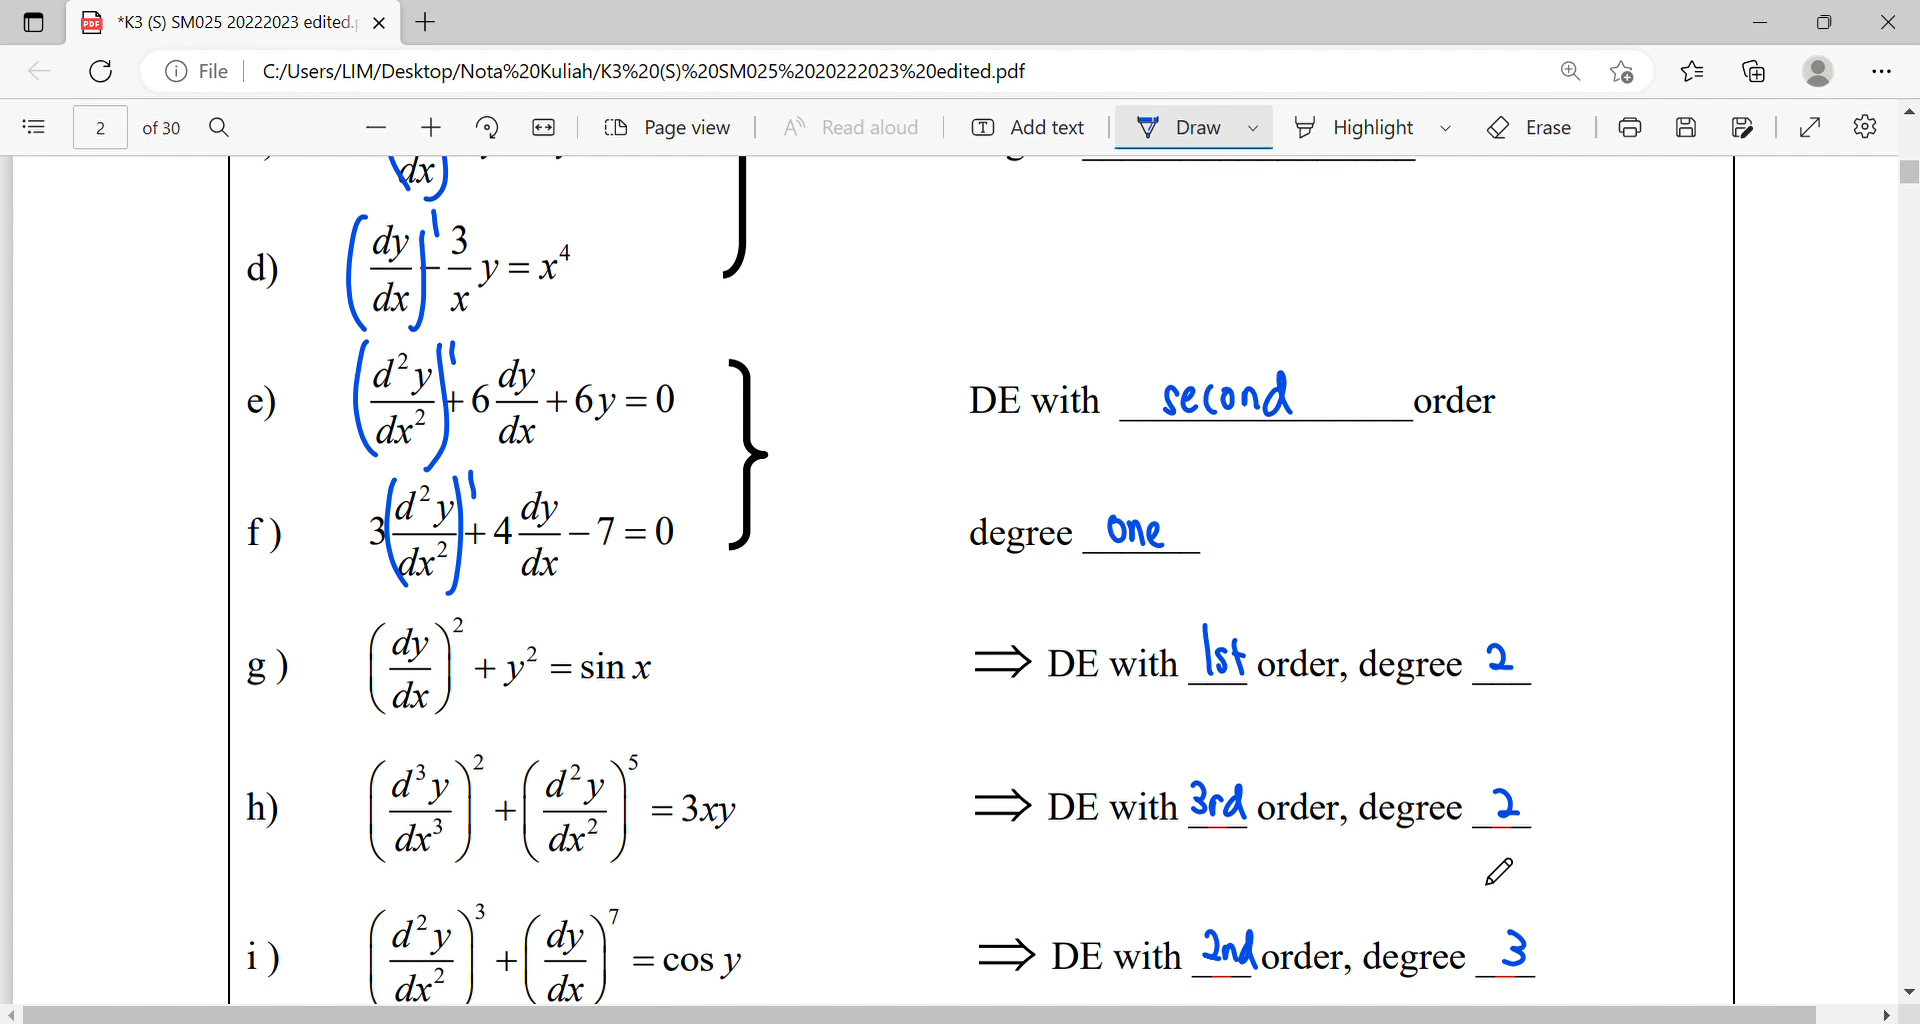 *K3 (S) SM025 20222023 edited.p
File C:/Users/LIM/Desktop/Nota%20Kuliah/K3%20(S)%20SM025%2020222023%20edited.pdf
2 of 30 Page view Read aloud Add text Draw Highlight Erase
(dx)
d) (dy/dx)^1 - 3/x y = x^4
e) (d²y/dx²)^1 + 6 dy/dx + 6y = 0 DE with second order
f) 3(d²y/dx²)^1 + 4 dy/dx − 7 = 0 degree one
g) (dy/dx)^2 + y² = sin x ⇒ DE with 1st order, degree 2
h) (d³y/dx³)^2 + (d²y/dx²)^5 = 3xy ⇒ DE with 3rd order, degree 2
i) (d²y/dx²)^3 + (dy/dx)^7 = cos y ⇒ DE with 2nd order, degree 3